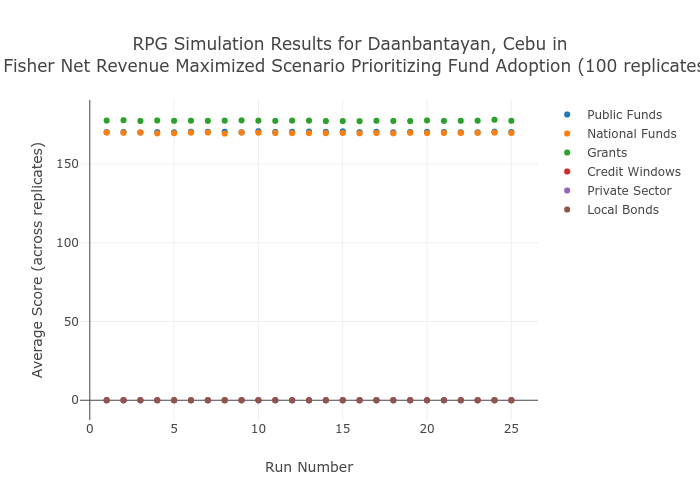 RPG Simulation Results for Daanbantayan, Cebu in
Fisher Net Revenue Maximized Scenario Prioritizing Fund Adoption (100 replicates
Average Score (across replicates)
150
100
50
0
0
5
10
15
20
25
Run Number
Public Funds
National Funds
Grants
Credit Windows
Private Sector
Local Bonds